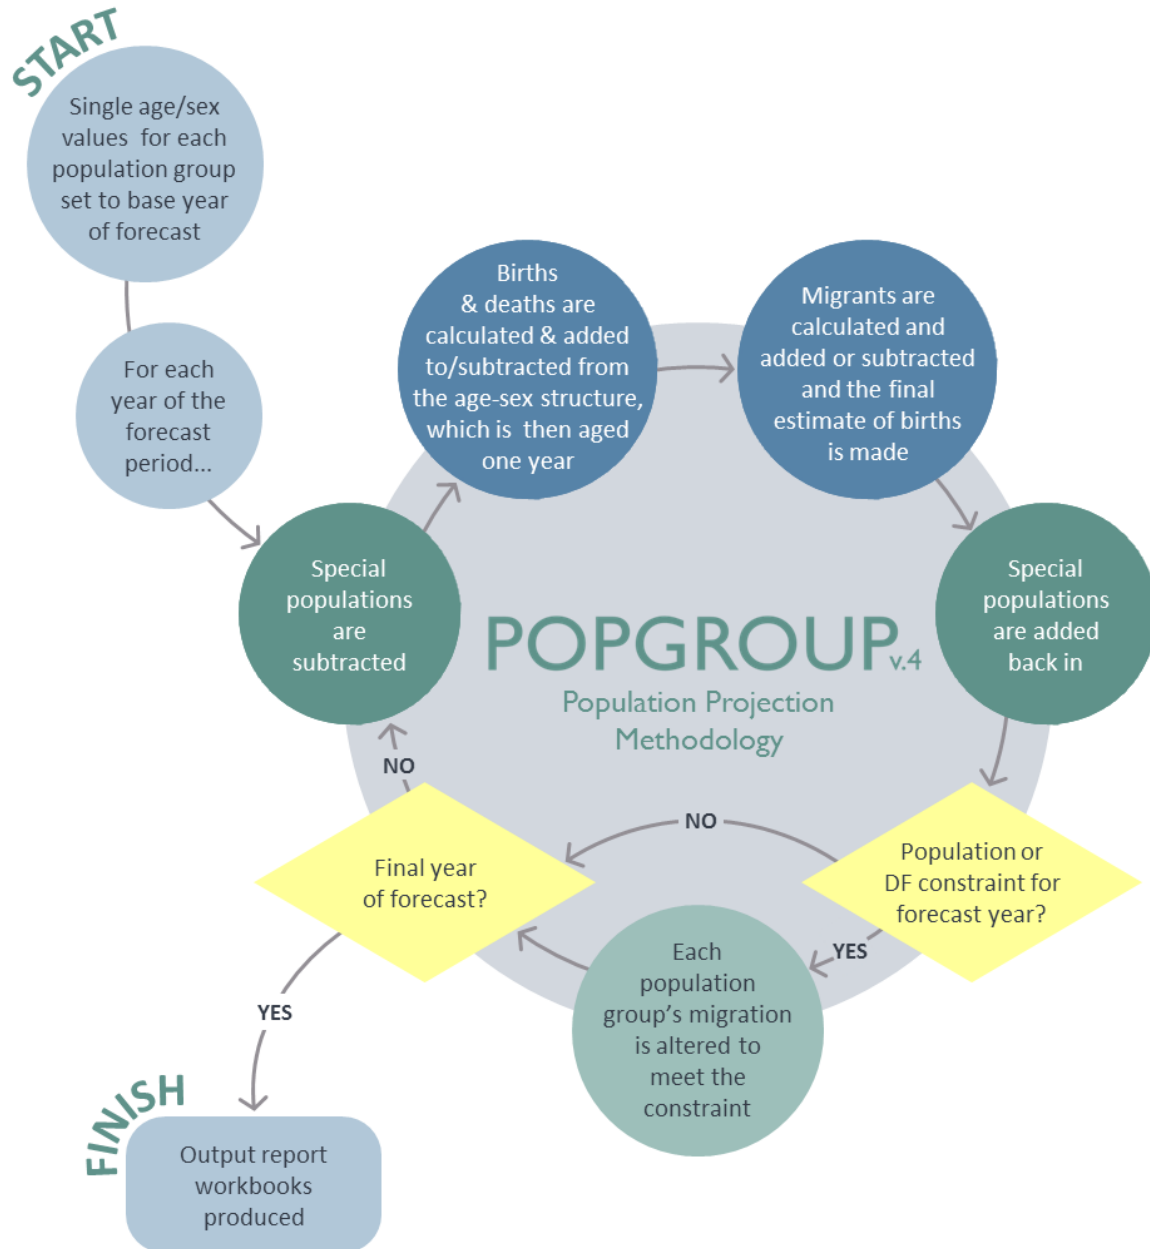 START
Single age/sex
values for each
population group
set to base year
of forecast
For each
year of the
forecast
period...
Special
populations
are
subtracted
Births
& deaths are
calculated & added
to/subtracted from
the age-sex structure,
which is then aged
one year
Migrants are
calculated and
added or subtracted
and the final
estimate of births
is made
Special
populations
are added
back in
POPGROUP v.4
Population Projection
Methodology
Population or
DF constraint for
forecast year?
NO
YES
Each
population
group's migration
is altered to
meet the
constraint
Final year
of forecast?
NO
YES
FINISH
Output report
workbooks
produced